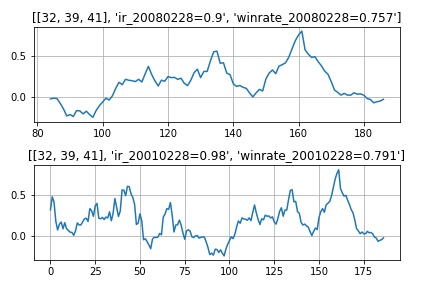 [[32, 39, 41], 'ir_20080228=0.9', 'winrate_20080228=0.757']
0.5
0.0
80 100 120 140 160 180
[[32, 39, 41], 'ir_20010228=0.98', 'winrate_20010228=0.791']
0.5
0.0
0 25 50 75 100 125 150 175